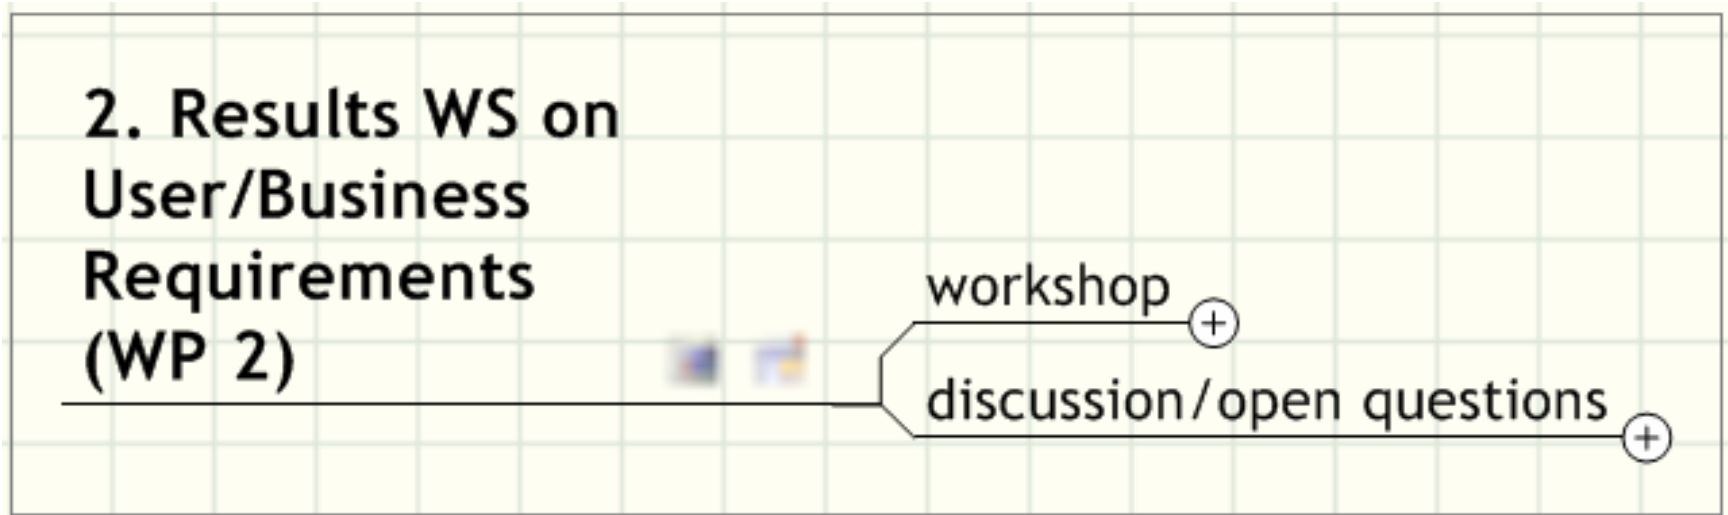 2. Results WS on
User/Business
Requirements
(WP 2)
workshop
discussion/open questions